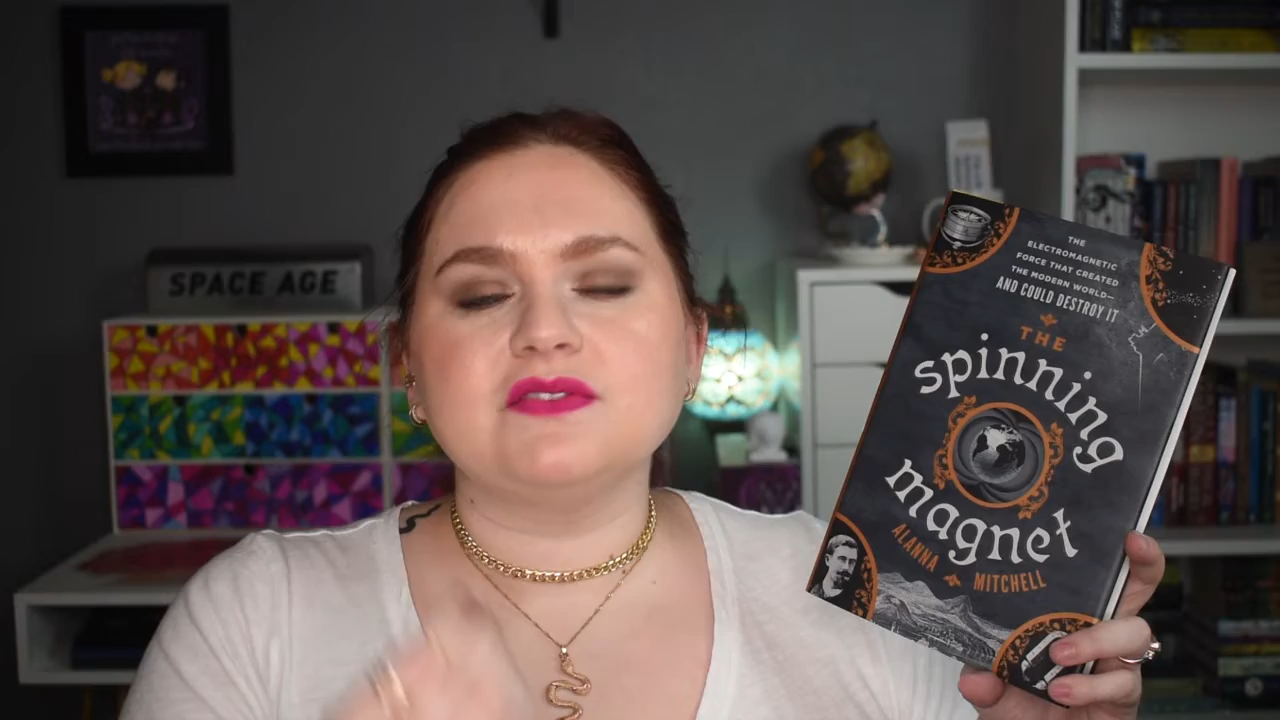 SPACE AGE
THE
ELECTROMAGNETIC
FORCE THAT CREATED
THE MODERN WORLD—
AND COULD DESTROY IT
THE
spinning
magnet
ALANNA MITCHELL